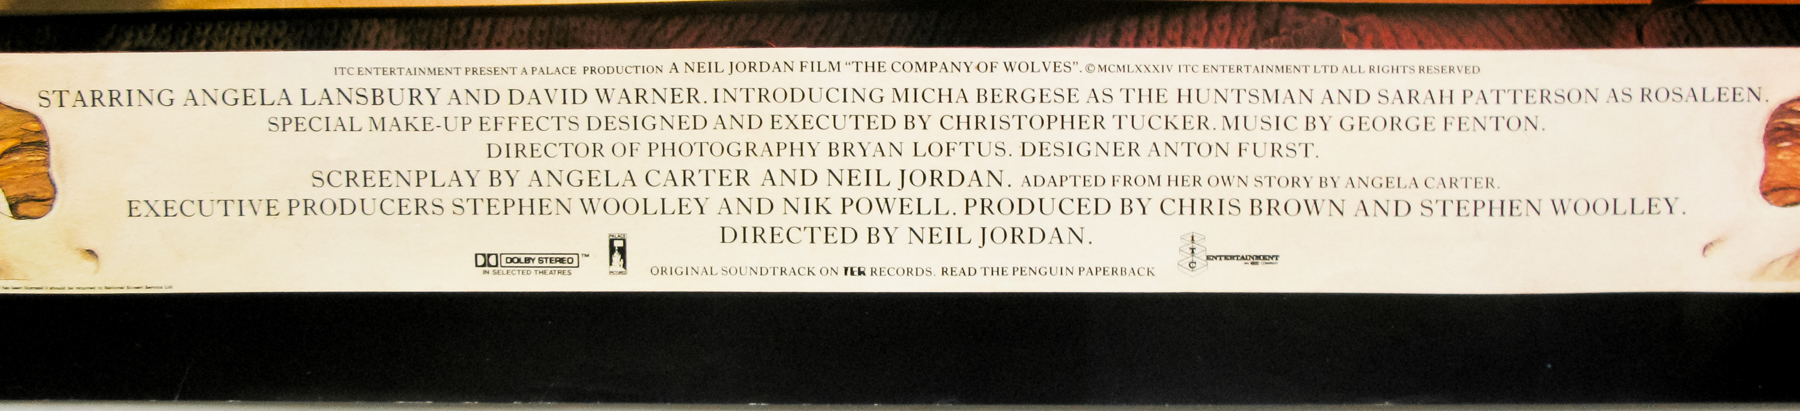 ITC ENTERTAINMENT PRESENT A PALACE PRODUCTION A NEIL JORDAN FILM "THE COMPANY OF WOLVES". © MCMLXXXIV ITC ENTERTAINMENT LTD ALL RIGHTS RESERVED
STARRING ANGELA LANSBURY AND DAVID WARNER. INTRODUCING MICHA BERGESE AS THE HUNTSMAN AND SARAH PATTERSON AS ROSALEEN.
SPECIAL MAKE-UP EFFECTS DESIGNED AND EXECUTED BY CHRISTOPHER TUCKER. MUSIC BY GEORGE FENTON.
DIRECTOR OF PHOTOGRAPHY BRYAN LOFTUS. DESIGNER ANTON FURST.
SCREENPLAY BY ANGELA CARTER AND NEIL JORDAN. ADAPTED FROM HER OWN STORY BY ANGELA CARTER.
EXECUTIVE PRODUCERS STEPHEN WOOLLEY AND NIK POWELL. PRODUCED BY CHRIS BROWN AND STEPHEN WOOLLEY.
DIRECTED BY NEIL JORDAN.
DOLBY STEREO™
IN SELECTED THEATRES
PALACE
PICTURES
ORIGINAL SOUNDTRACK ON TER RECORDS. READ THE PENGUIN PAPERBACK
ITC
ENTERTAINMENT